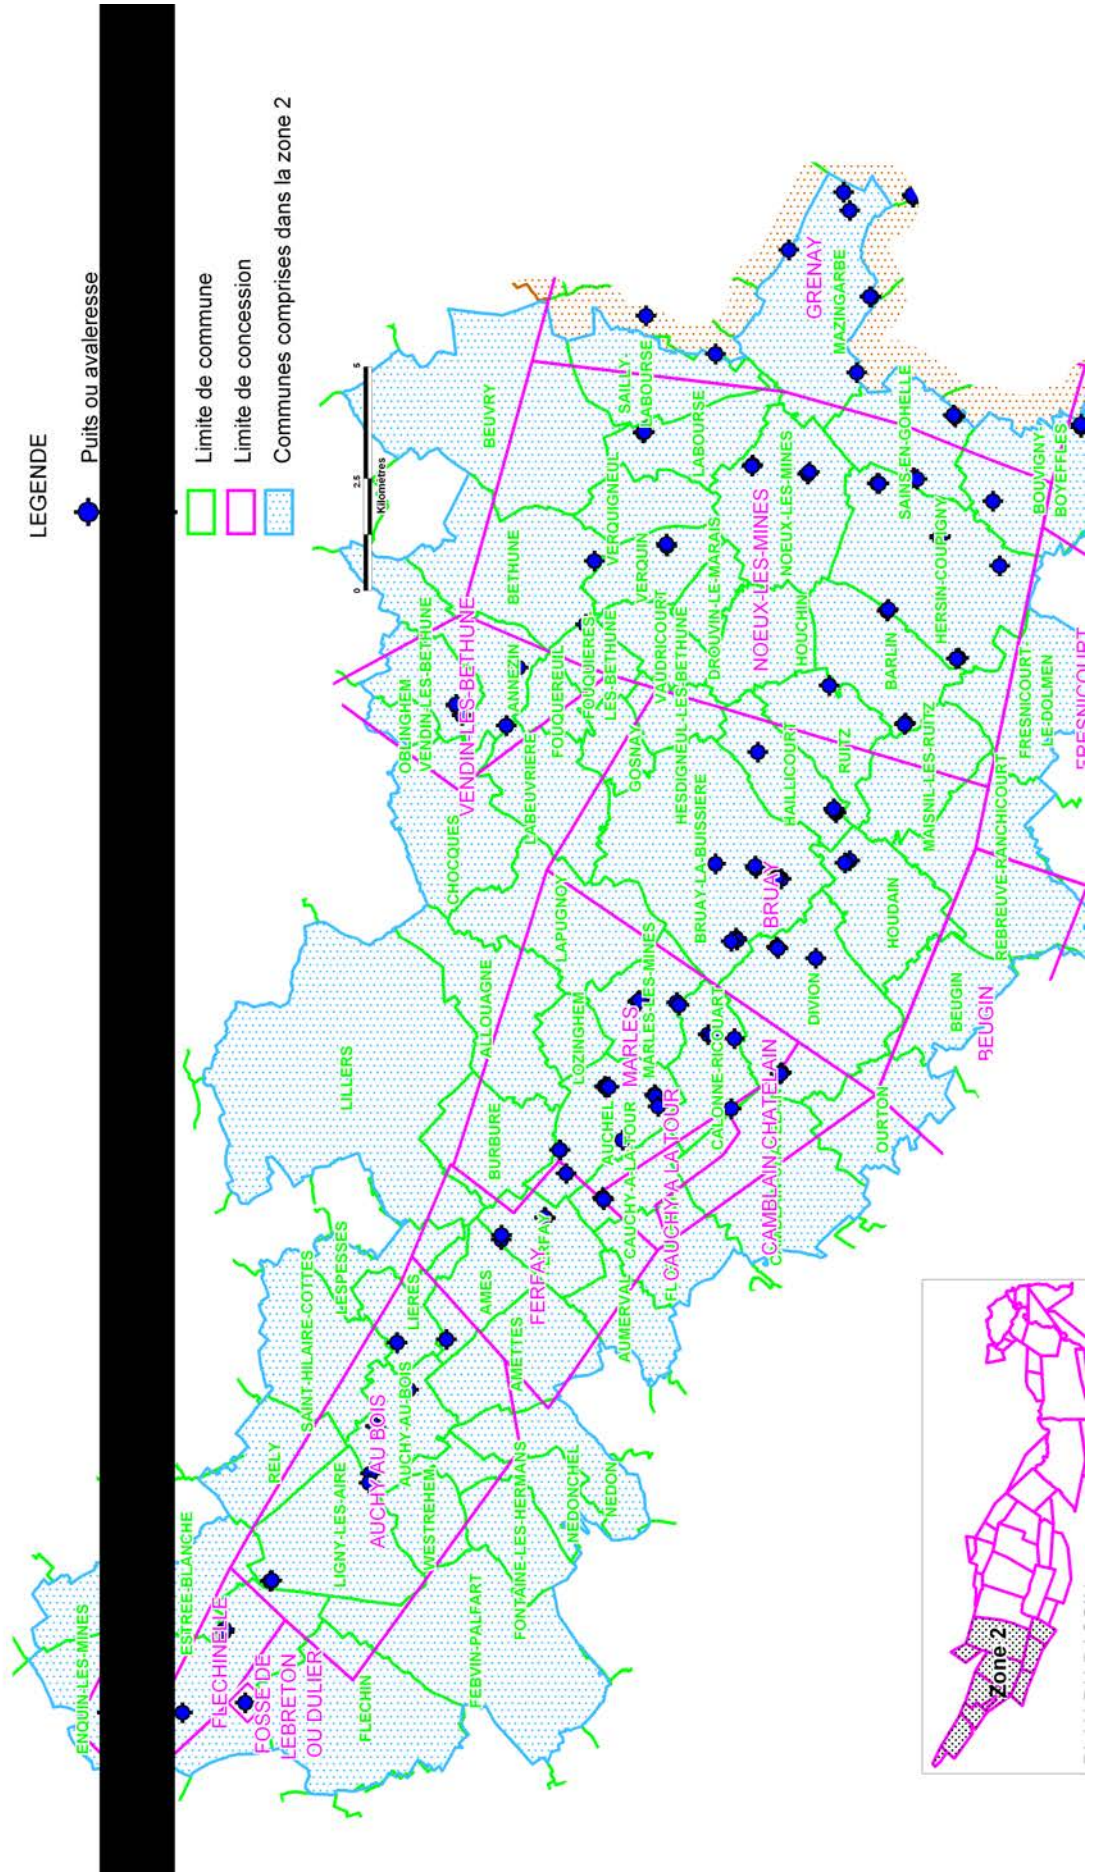 LEGENDE
Puits ou avaleresse
Limite de commune
Limite de concession
Communes comprises dans la zone 2
0
2.5
5
Kilomètres
ENQUIN-LES-MINES
ESTREE-BLANCHE
FLECHINELLE
FOSSE DE
LEBRETON
OU DULIER
FLECHIN
FEBVIN-PALFART
RELY
LIGNY-LES-AIRE
AUCHY AU BOIS
AUCHY-AU-BOIS
WESTREHEM
FONTAINE-LES-HERMANS
NEDONCHEL
NEDON
SAINT-HILAIRE-COTTES
LESPESSES
LIERES
AMES
AMETTES
FERFAY
AUMERVAL
LILLERS
BURBURE
ALLOUAGNE
LOZINGHEM
AUCHEL
CAUCHY-A-LA-TOUR
CAUCHY A LA TOUR
MARLES
MARLES-LES-MINES
CALONNE-RICOUART
CAMBLAIN CHATELAIN
LAPUGNOY
CHOCQUES
LABEUVRIERE
OBLINGHEM
VENDIN-LES-BETHUNE
VENDIN-LES-BETHUNE
ANNEZIN
FOUQUEREUIL
FOUQUIERES-
LES-BETHUNE
BETHUNE
BEUVRY
VERQUIGNEUL
VERQUIN
VAUDRICOURT
GOSNAY
HESDIGNEUL-LES-BETHUNE
DROUVIN-LE-MARAIS
SAILLY
LABOURSE
LABOURSE
NOEUX-LES-MINES
NOEUX-LES-MINES
HOUCHIN
HAILLICOURT
RUITZ
BARLIN
MAISNIL-LES-RUITZ
BRUAY-LA-BUISSIERE
BRUAY
DIVION
HOUDAIN
OURTON
BEUGIN
BEUGIN
REBREUVE-RANCHICOURT
FRESNICOURT-
LE-DOLMEN
FRESNICOURT
HERSIN-COUPIGNY
SAINS-EN-GOHELLE
BOUVIGNY-
BOYEFFLES
GRENAY
MAZINGARBE
Zone 2